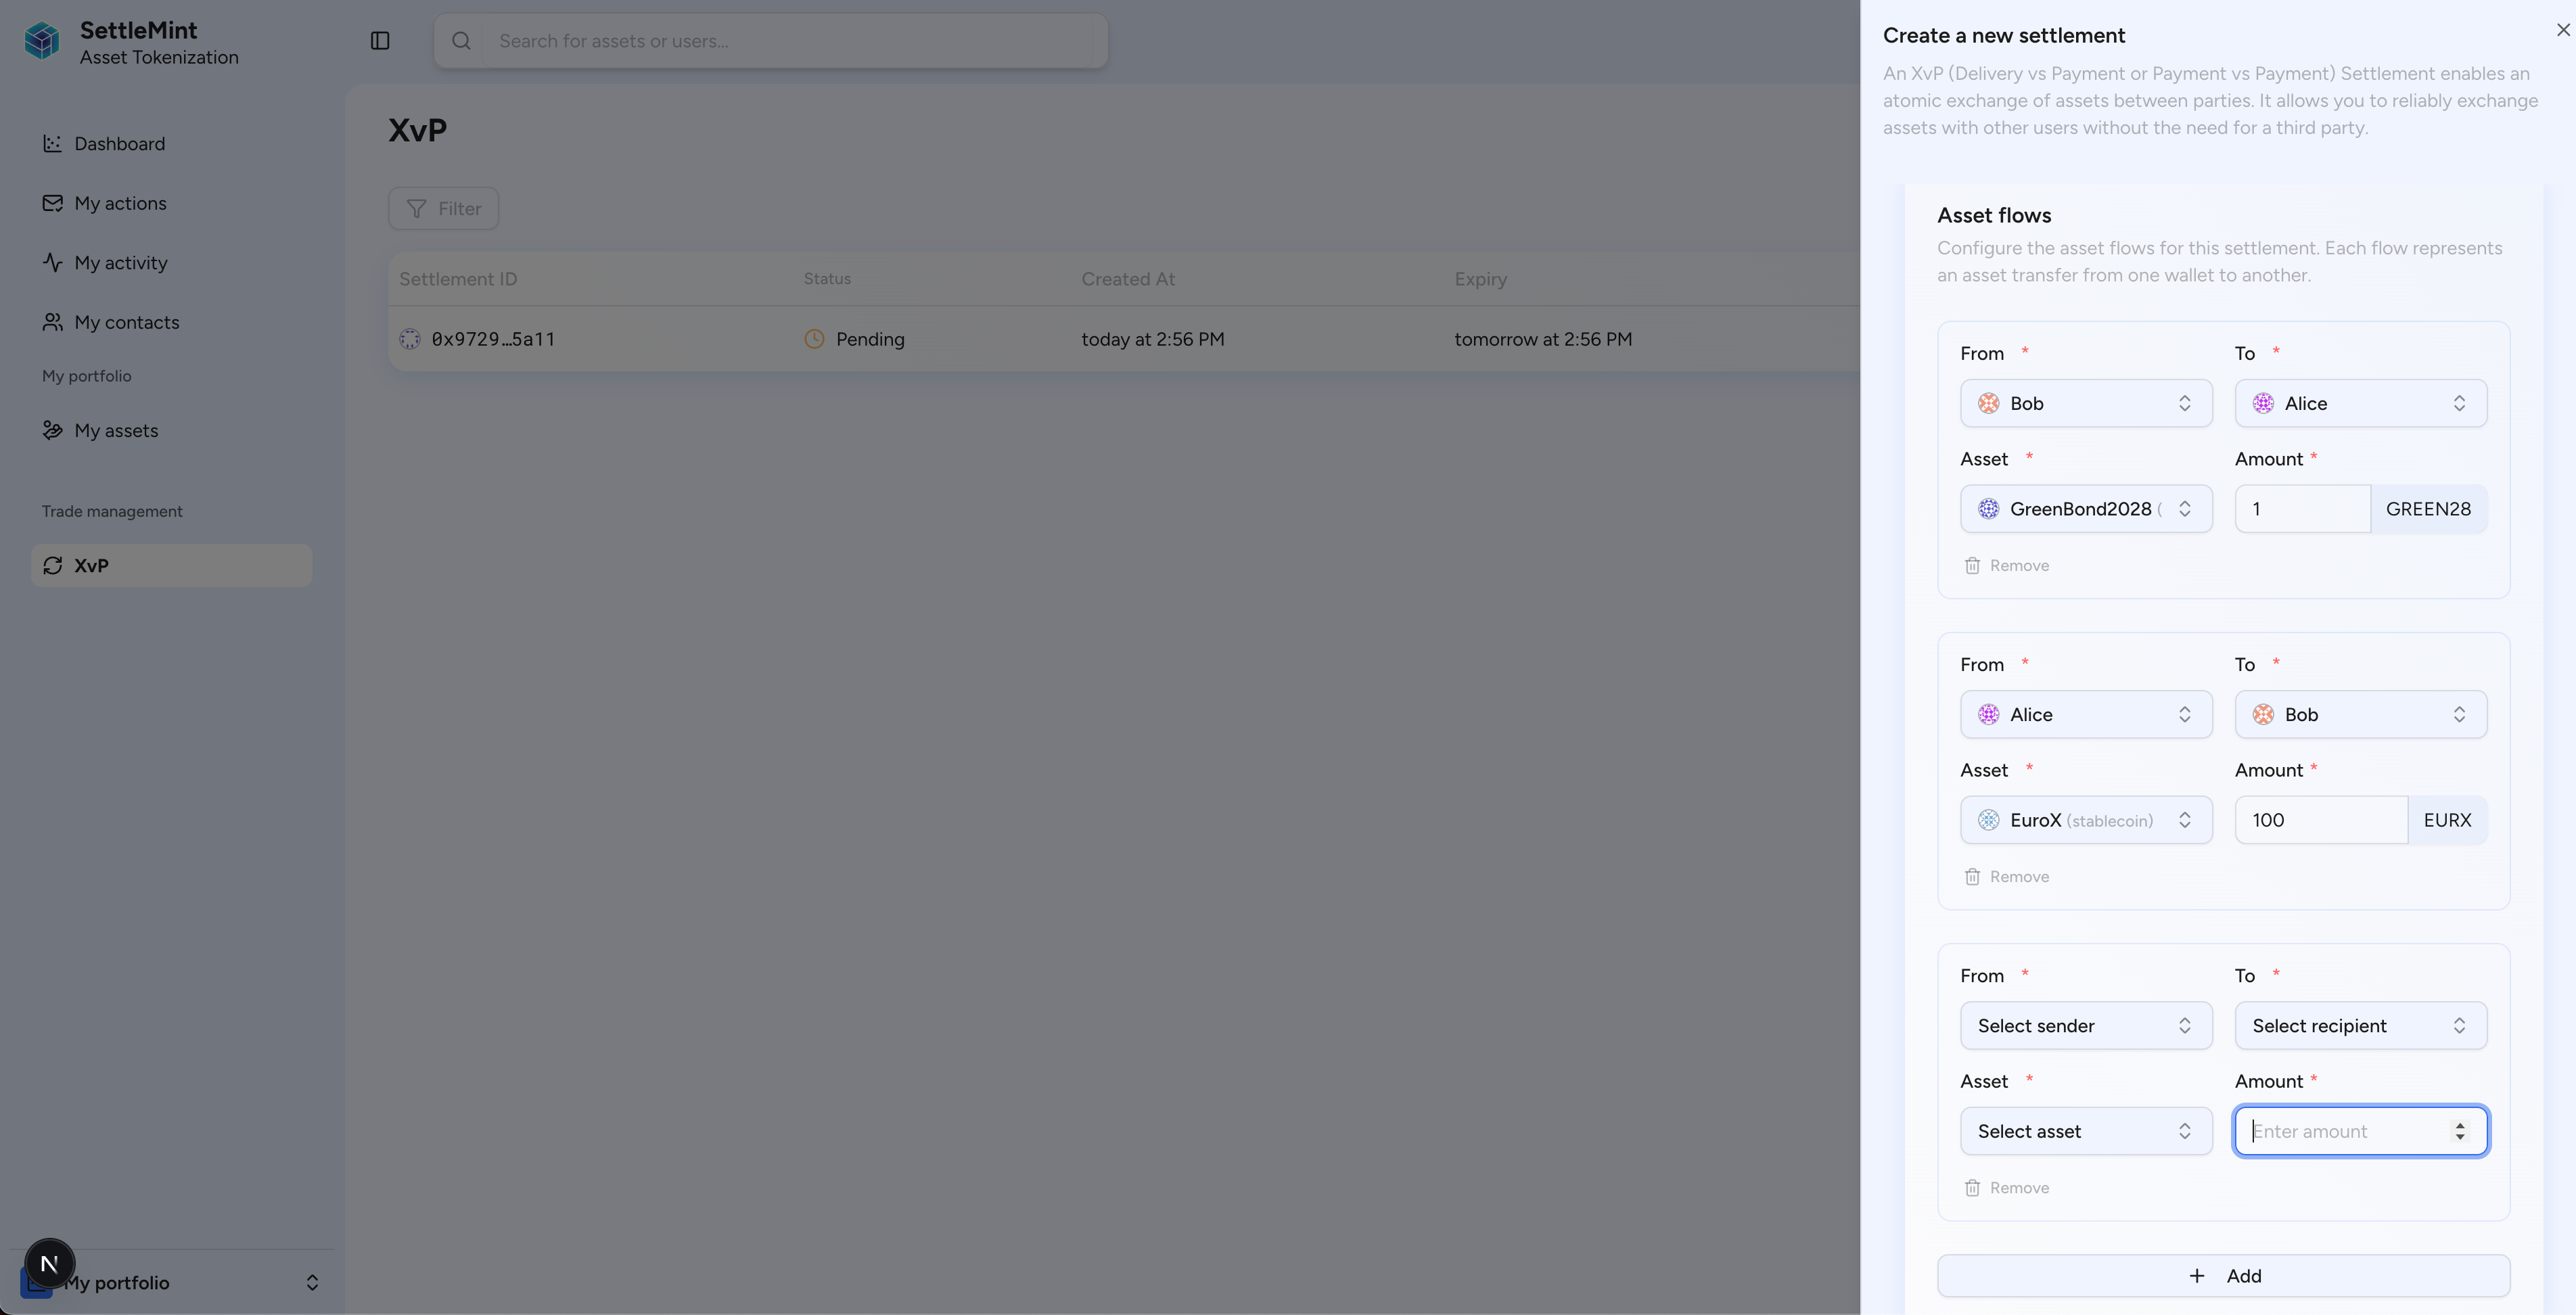 SettleMint
Asset Tokenization
Search for assets or users...
Dashboard
My actions
My activity
My contacts
My portfolio
My assets
Trade management
XvP
N
My portfolio
XvP
Filter
Settlement ID Status Created At Expiry
0x9729…5a11 Pending today at 2:56 PM tomorrow at 2:56 PM
Create a new settlement
An XvP (Delivery vs Payment or Payment vs Payment) Settlement enables an
atomic exchange of assets between parties. It allows you to reliably exchange
assets with other users without the need for a third party.
Asset flows
Configure the asset flows for this settlement. Each flow represents
an asset transfer from one wallet to another.
From * To *
Bob Alice
Asset * Amount *
GreenBond2028 ( 1 GREEN28
Remove
From * To *
Alice Bob
Asset * Amount *
EuroX (stablecoin) 100 EURX
Remove
From * To *
Select sender Select recipient
Asset * Amount *
Select asset Enter amount
Remove
+ Add